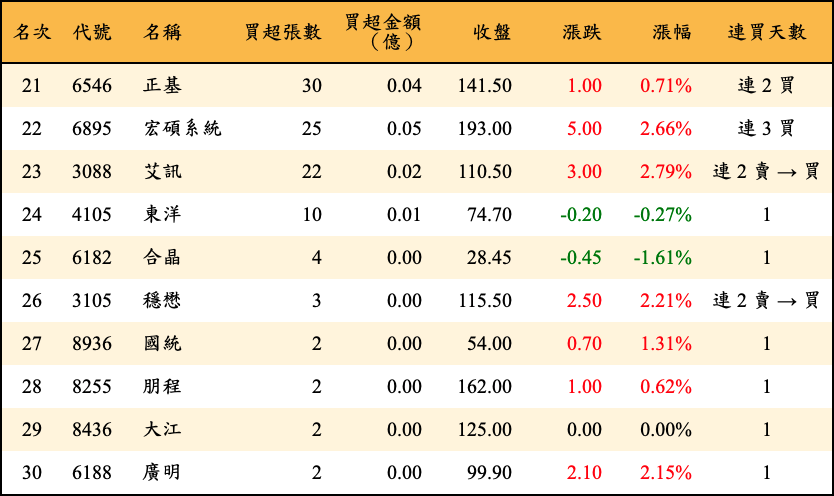 名次 代號 名稱 買超張數 買超金額（億） 收盤 漲跌 漲幅 連買天數
21 6546 正基 30 0.04 141.50 1.00 0.71% 連 2 買
22 6895 宏碩系統 25 0.05 193.00 5.00 2.66% 連 3 買
23 3088 艾訊 22 0.02 110.50 3.00 2.79% 連 2 賣 → 買
24 4105 東洋 10 0.01 74.70 -0.20 -0.27% 1
25 6182 合晶 4 0.00 28.45 -0.45 -1.61% 1
26 3105 穩懋 3 0.00 115.50 2.50 2.21% 連 2 賣 → 買
27 8936 國統 2 0.00 54.00 0.70 1.31% 1
28 8255 朋程 2 0.00 162.00 1.00 0.62% 1
29 8436 大江 2 0.00 125.00 0.00 0.00% 1
30 6188 廣明 2 0.00 99.90 2.10 2.15% 1